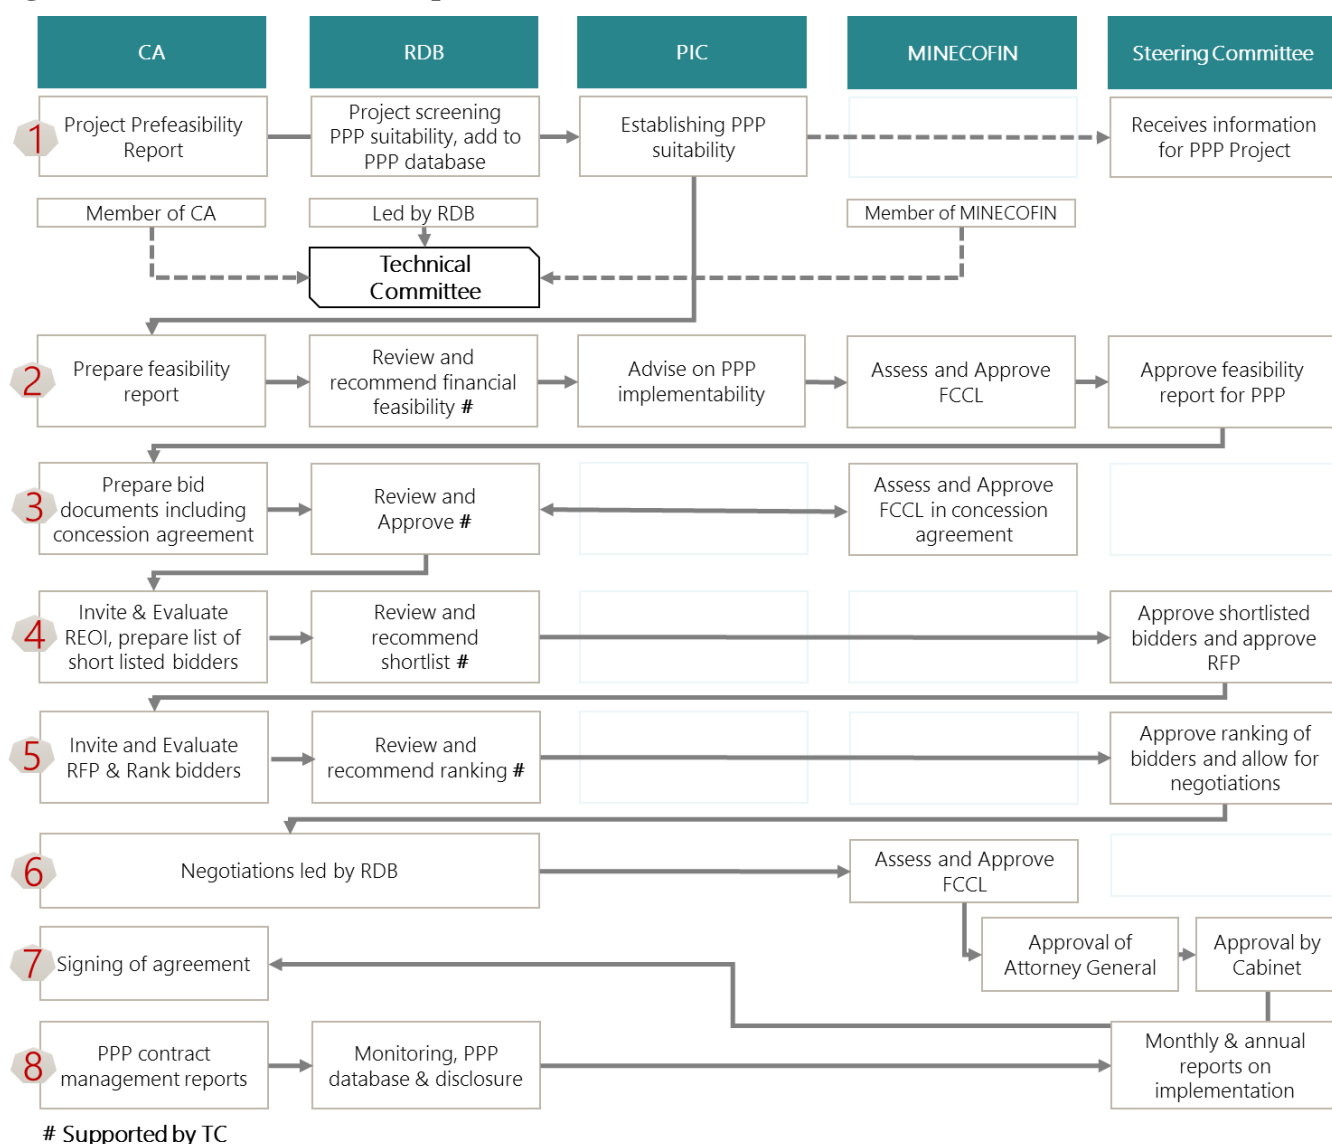 CA
RDB
PIC
MINECOFIN
Steering Committee
1
Project Prefeasibility
Report
Project screening
PPP suitability, add to
PPP database
Establishing PPP
suitability
Receives information
for PPP Project
Member of CA
Led by RDB
Member of MINECOFIN
Technical
Committee
2
Prepare feasibility
report
Review and
recommend financial
feasibility #
Advise on PPP
implementability
Assess and Approve
FCCL
Approve feasibility
report for PPP
3
Prepare bid
documents including
concession agreement
Review and
Approve #
Assess and Approve
FCCL in concession
agreement
4
Invite & Evaluate
REOI, prepare list of
short listed bidders
Review and
recommend
shortlist #
Approve shortlisted
bidders and approve
RFP
5
Invite and Evaluate
RFP & Rank bidders
Review and
recommend ranking #
Approve ranking of
bidders and allow for
negotiations
6
Negotiations led by RDB
Assess and Approve
FCCL
7
Signing of agreement
Approval of
Attorney General
Approval by
Cabinet
8
PPP contract
management reports
Monitoring, PPP
database & disclosure
Monthly & annual
reports on
implementation
# Supported by TC